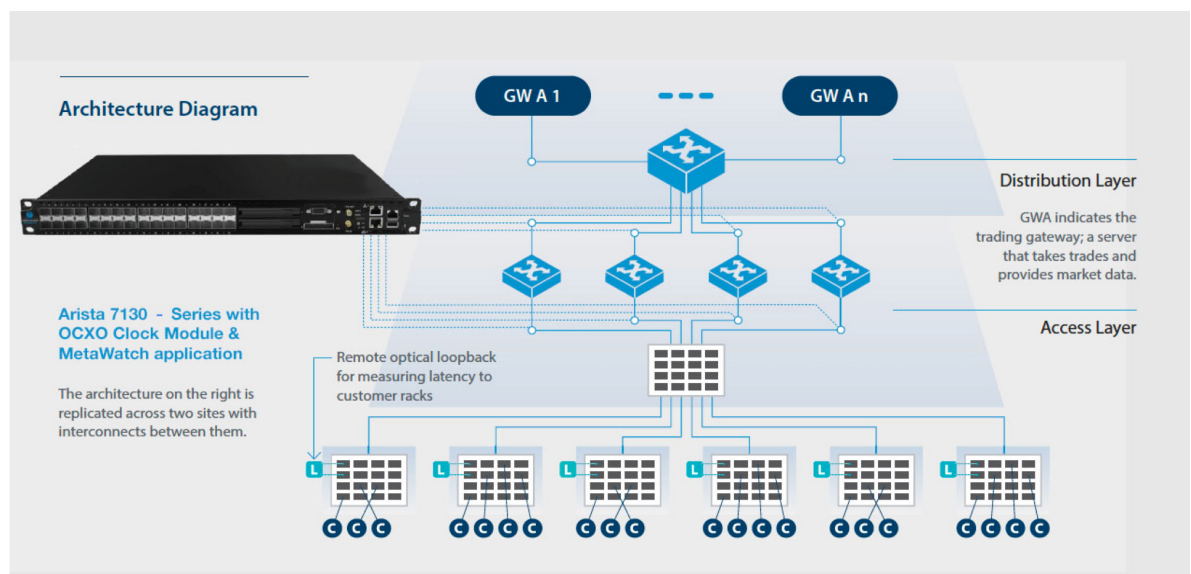 Architecture Diagram
GW A 1
GW A n
Distribution Layer
GWA indicates the
trading gateway; a server
that takes trades and
provides market data.
Access Layer
Arista 7130 - Series with
OCXO Clock Module &
MetaWatch application
The architecture on the right is
replicated across two sites with
interconnects between them.
Remote optical loopback
for measuring latency to
customer racks
L L L L L L
C C C C C C C C C C C C C C C C C C C C C